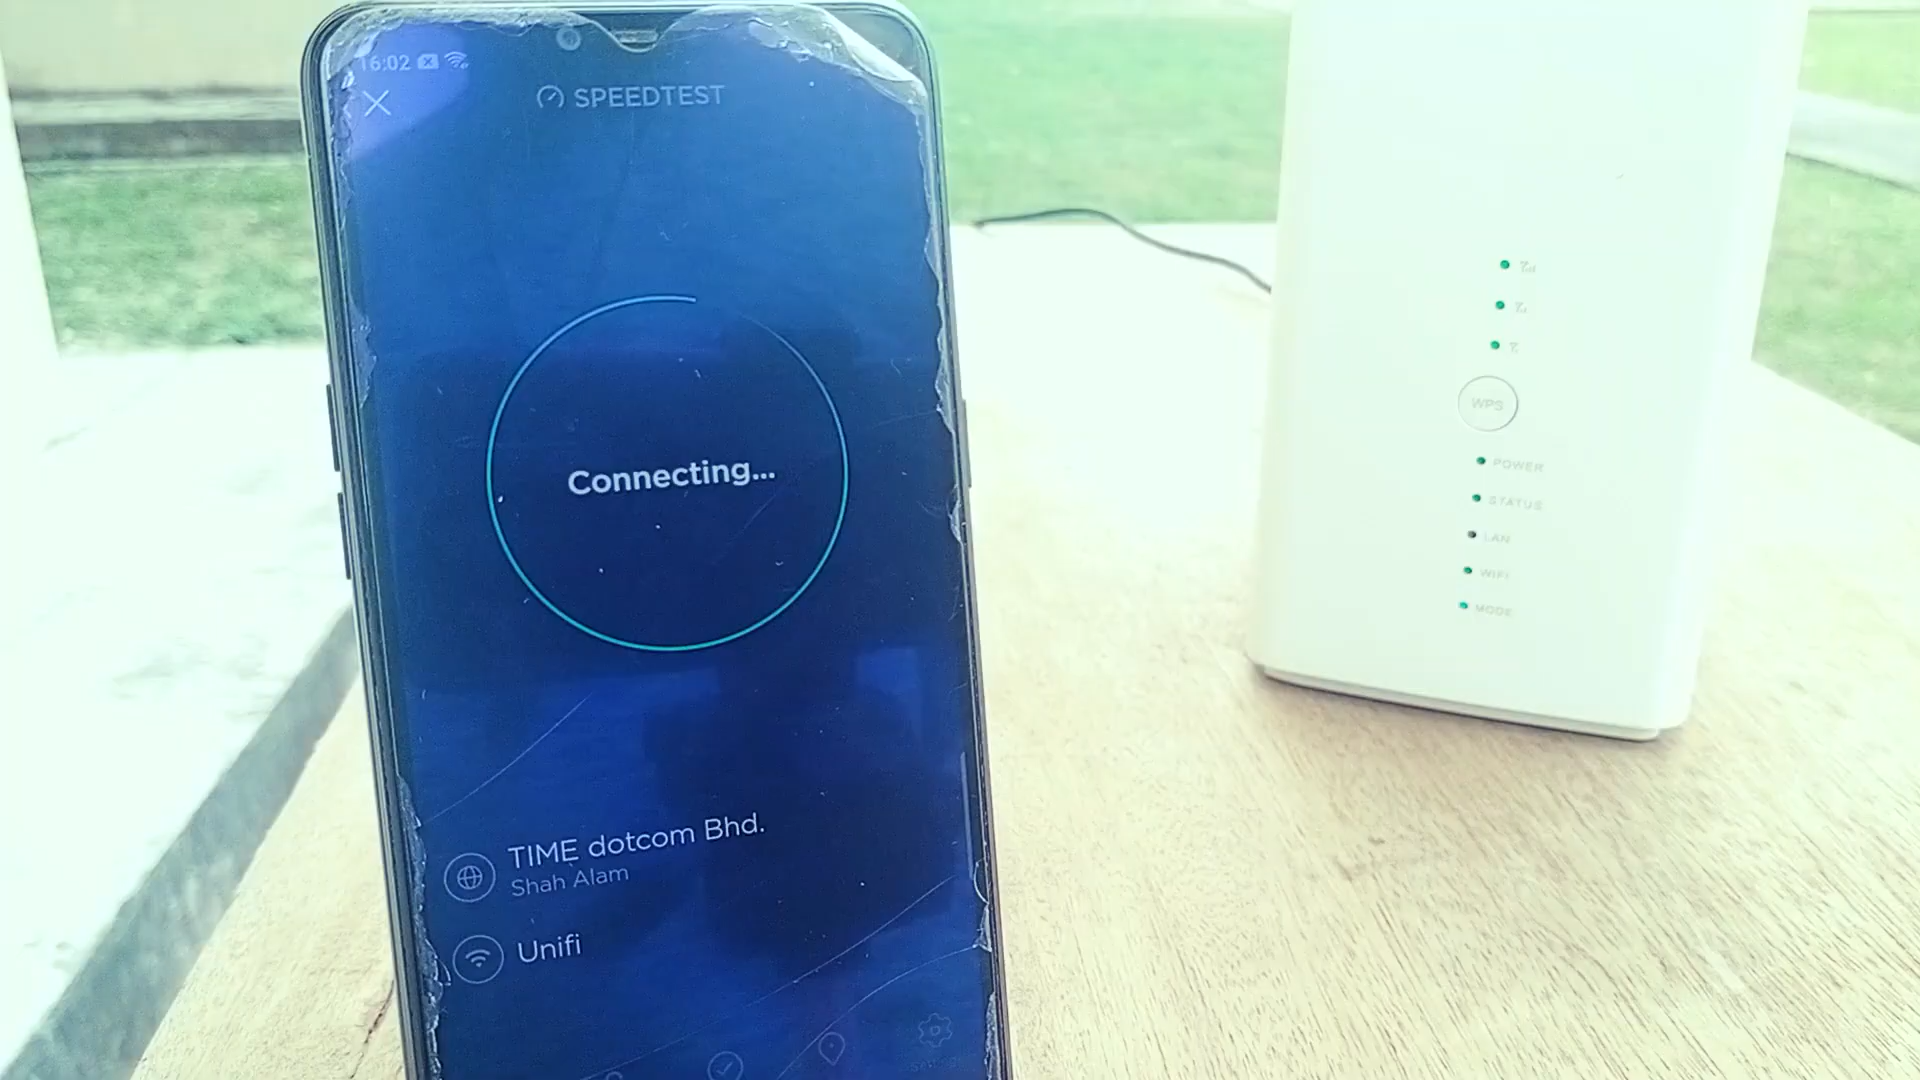 16:02
SPEEDTEST
Connecting...
TIME dotcom Bhd.
Shah Alam
Unifi
WPS
POWER
STATUS
LAN
WIFI
MODE